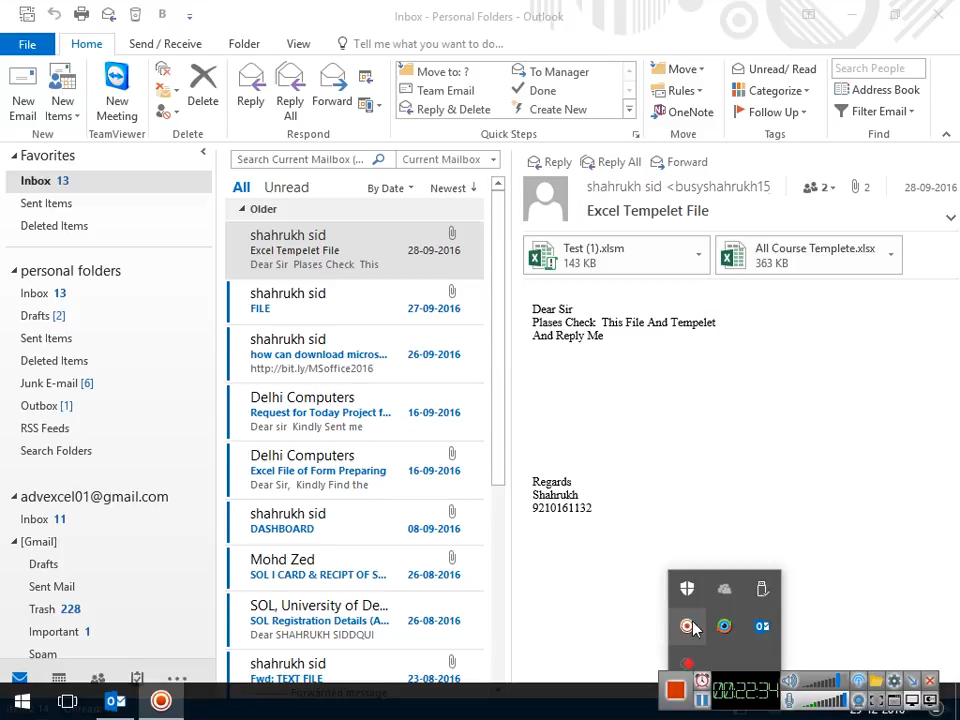 Inbox - Personal Folders - Outlook
File Home Send / Receive Folder View Tell me what you want to do...
New Email
New Items
New Meeting
Delete
Reply
Reply All
Forward
Move to: ?
Team Email
Reply & Delete
To Manager
Done
Create New
Move
Rules
OneNote
Unread/ Read
Categorize
Follow Up
Search People
Address Book
Filter Email
New TeamViewer Delete Respond Quick Steps Move Tags Find
Favorites
Inbox 13
Sent Items
Deleted Items
personal folders
Inbox 13
Drafts [2]
Sent Items
Deleted Items
Junk E-mail [6]
Outbox [1]
RSS Feeds
Search Folders
advexcel01@gmail.com
Inbox 11
[Gmail]
Drafts
Sent Mail
Trash 228
Important 1
Spam
Search Current Mailbox (... Current Mailbox
All Unread By Date Newest ↓
Older
shahrukh sid
Excel Tempelet File 28-09-2016
Dear Sir Plases Check This
shahrukh sid
FILE 27-09-2016
shahrukh sid
how can download micros... 26-09-2016
http://bit.ly/MSoffice2016
Delhi Computers
Request for Today Project f... 16-09-2016
Dear sir Kindly Sent me
Delhi Computers
Excel File of Form Preparing 16-09-2016
Dear Sir, Kindly Find the
shahrukh sid
DASHBOARD 08-09-2016
Mohd Zed
SOL I CARD & RECIPT OF S... 26-08-2016
SOL, University of De...
SOL Registration Details (A... 26-08-2016
Dear SHAHRUKH SIDDQUI
shahrukh sid
Fwd: TEXT FILE 23-08-2016
Forwarded message
Reply Reply All Forward
shahrukh sid <busyshahrukh15 2 2 28-09-2016
Excel Tempelet File
Test (1).xlsm
143 KB
All Course Templete.xlsx
363 KB
Dear Sir
Plases Check This File And Tempelet
And Reply Me
Regards
Shahrukh
9210161132
00:22:34